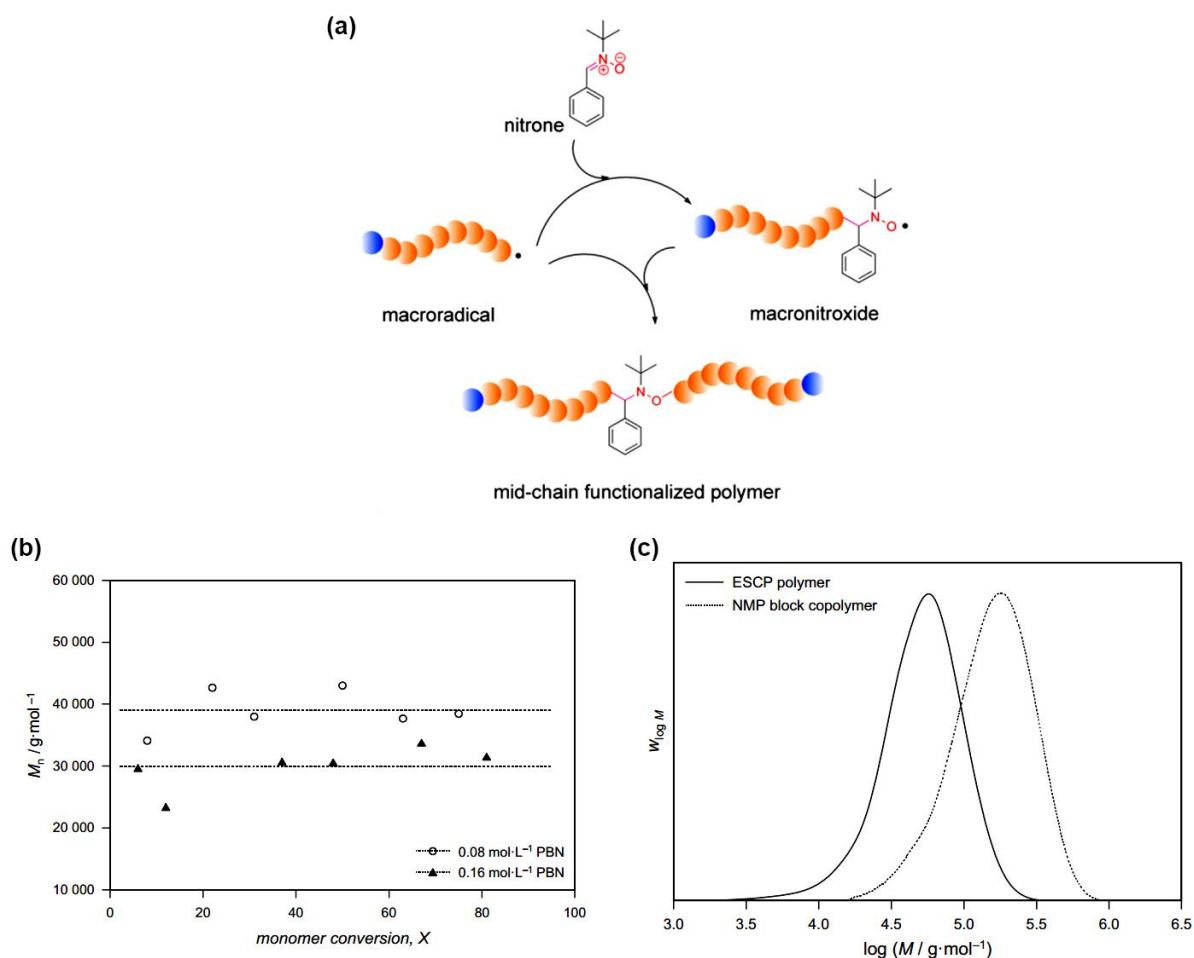 (a)
N
⊕
O
⊖
nitrone
N
O •
macroradical
macronitroxide
N
O
mid-chain functionalized polymer
(b)
60 000
50 000
40 000
30 000
20 000
10 000
Mn / g·mol⁻¹
0 20 40 60 80 100
monomer conversion, X
0.08 mol·L⁻¹ PBN
0.16 mol·L⁻¹ PBN
(c)
ESCP polymer
NMP block copolymer
w log M
3.0 3.5 4.0 4.5 5.0 5.5 6.0 6.5
log (M / g·mol⁻¹)